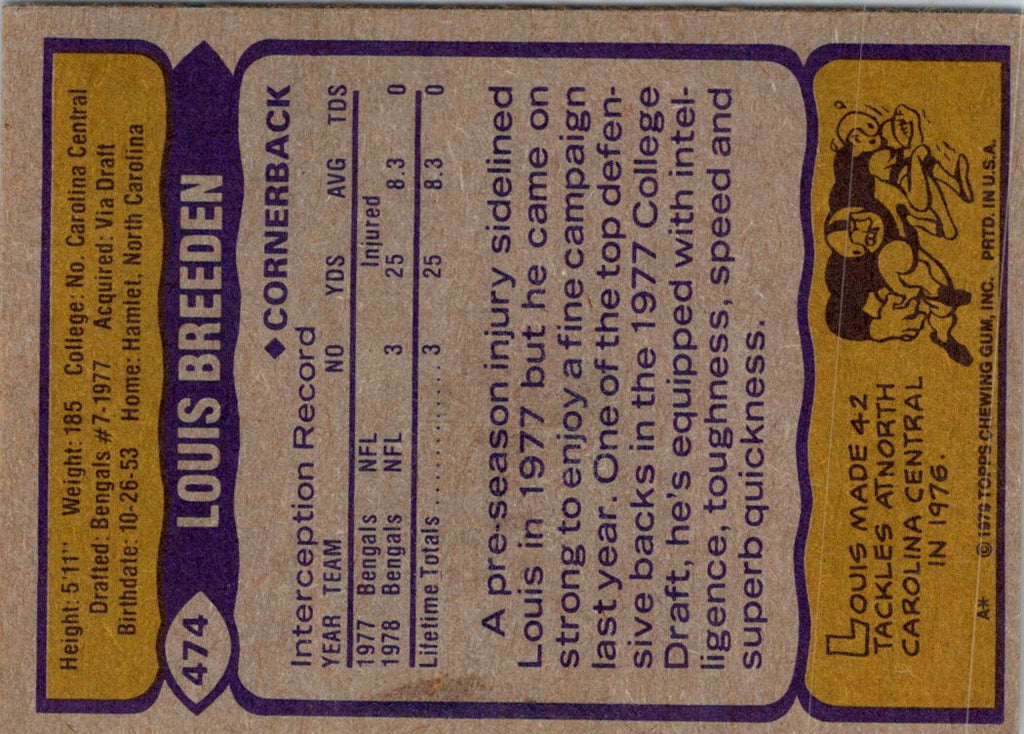 Height: 5'11" Weight: 185 College: No. Carolina Central
Drafted: Bengals #7-1977 Acquired: Via Draft
Birthdate: 10-26-53 Home: Hamlet, North Carolina
474
LOUIS BREEDEN
◆ CORNERBACK
Interception Record
YEAR TEAM NO YDS AVG TDS
1977 Bengals NFL Injured
1978 Bengals NFL 3 25 8.3 0
Lifetime Totals .......... 3 25 8.3 0
A pre-season injury sidelined
Louis in 1977 but he came on
strong to enjoy a fine campaign
last year. One of the top defen-
sive backs in the 1977 College
Draft, he's equipped with intel-
ligence, toughness, speed and
superb quickness.
LOUIS MADE 42
TACKLES AT NORTH
CAROLINA CENTRAL
IN 1976.
A* © 1979 TOPPS CHEWING GUM, INC. PRTD. IN U.S.A.